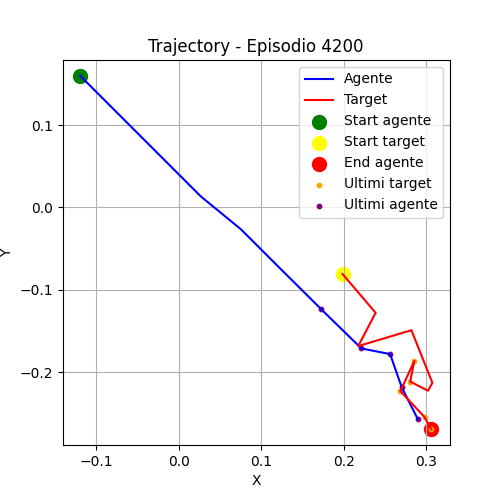 Trajectory - Episodio 4200
Agente
Target
Start agente
Start target
End agente
Ultimi target
Ultimi agente
0.1
0.0
−0.1
−0.2
Y
−0.1
0.0
0.1
0.2
0.3
X